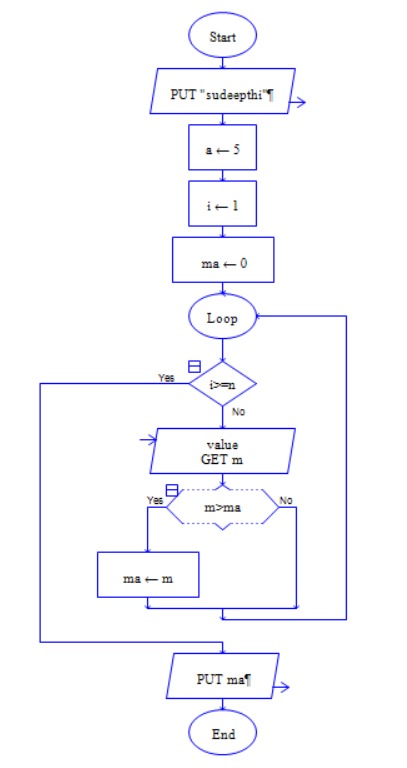 Start
PUT "sudeepthi"¶
a ← 5
i ← 1
ma ← 0
Loop
Yes
i>=n
No
value
GET m
Yes
m>ma
No
ma ← m
PUT ma¶
End